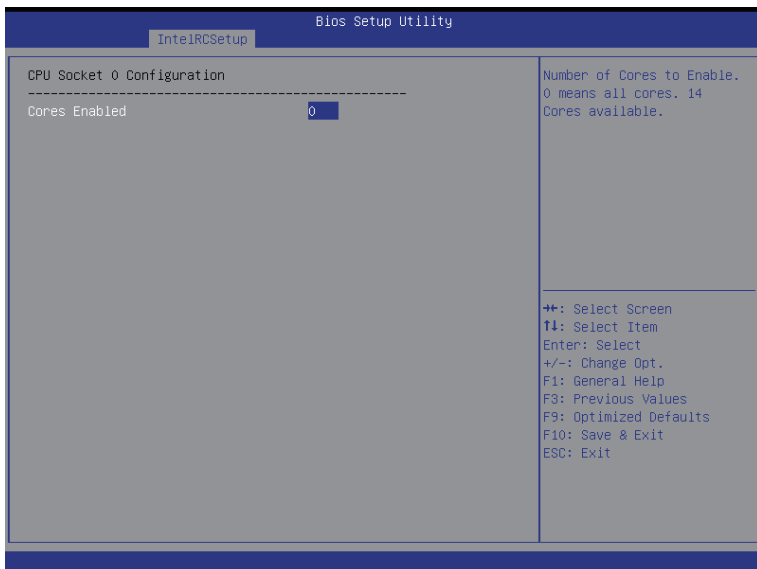 Bios Setup Utility
IntelRCSetup
CPU Socket 0 Configuration
--------------------------------------------------
Cores Enabled 0
Number of Cores to Enable.
0 means all cores. 14
Cores available.
→←: Select Screen
↑↓: Select Item
Enter: Select
+/-: Change Opt.
F1: General Help
F3: Previous Values
F9: Optimized Defaults
F10: Save & Exit
ESC: Exit